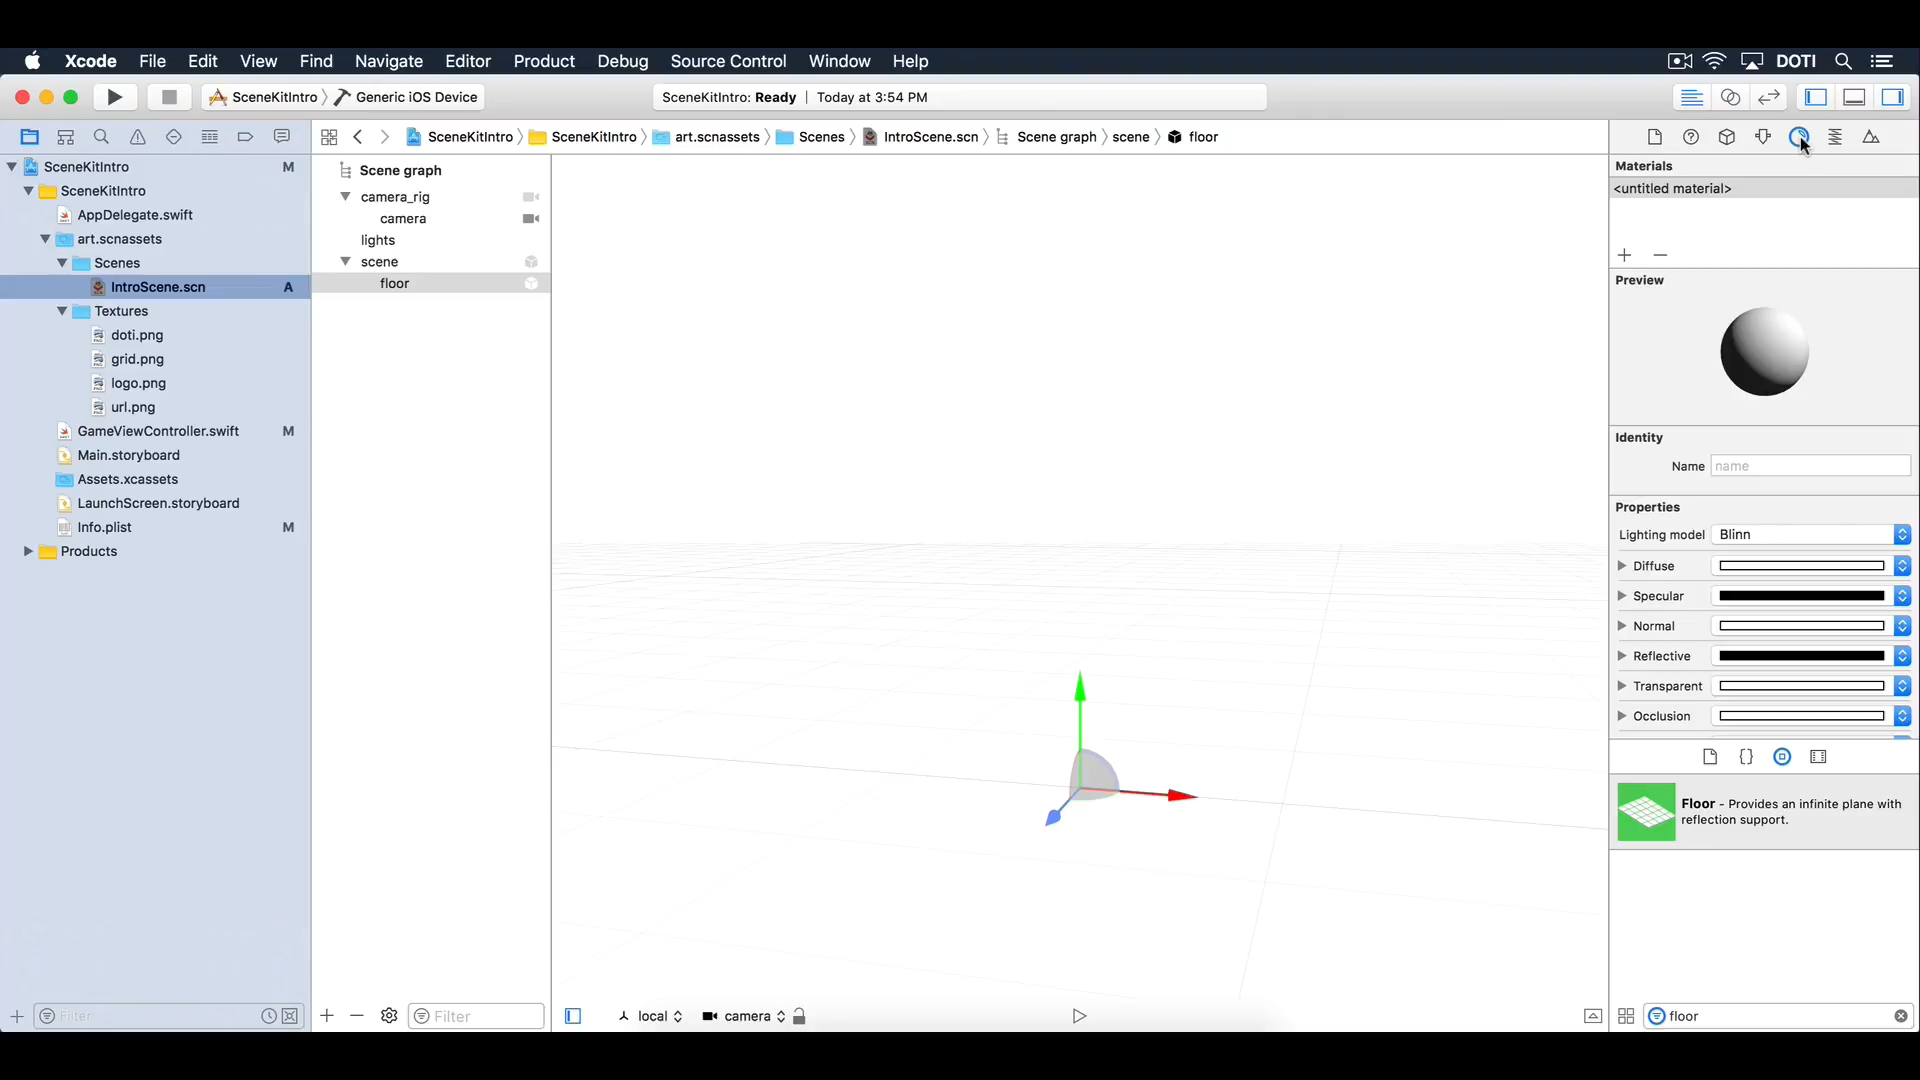 Xcode File Edit View Find Navigate Editor Product Debug Source Control Window Help DOTI
SceneKitIntro Generic iOS Device SceneKitIntro: Ready | Today at 3:54 PM
SceneKitIntro SceneKitIntro art.scnassets Scenes IntroScene.scn Scene graph scene floor
SceneKitIntro M
SceneKitIntro
AppDelegate.swift
art.scnassets
Scenes
IntroScene.scn A
Textures
doti.png
grid.png
logo.png
url.png
GameViewController.swift M
Main.storyboard
Assets.xcassets
LaunchScreen.storyboard
Info.plist M
Products
Filter
Scene graph
camera_rig
camera
lights
scene
floor
Filter
local camera
Materials
<untitled material>
Preview
Identity
Name name
Properties
Lighting model Blinn
Diffuse
Specular
Normal
Reflective
Transparent
Occlusion
Floor - Provides an infinite plane with
reflection support.
floor